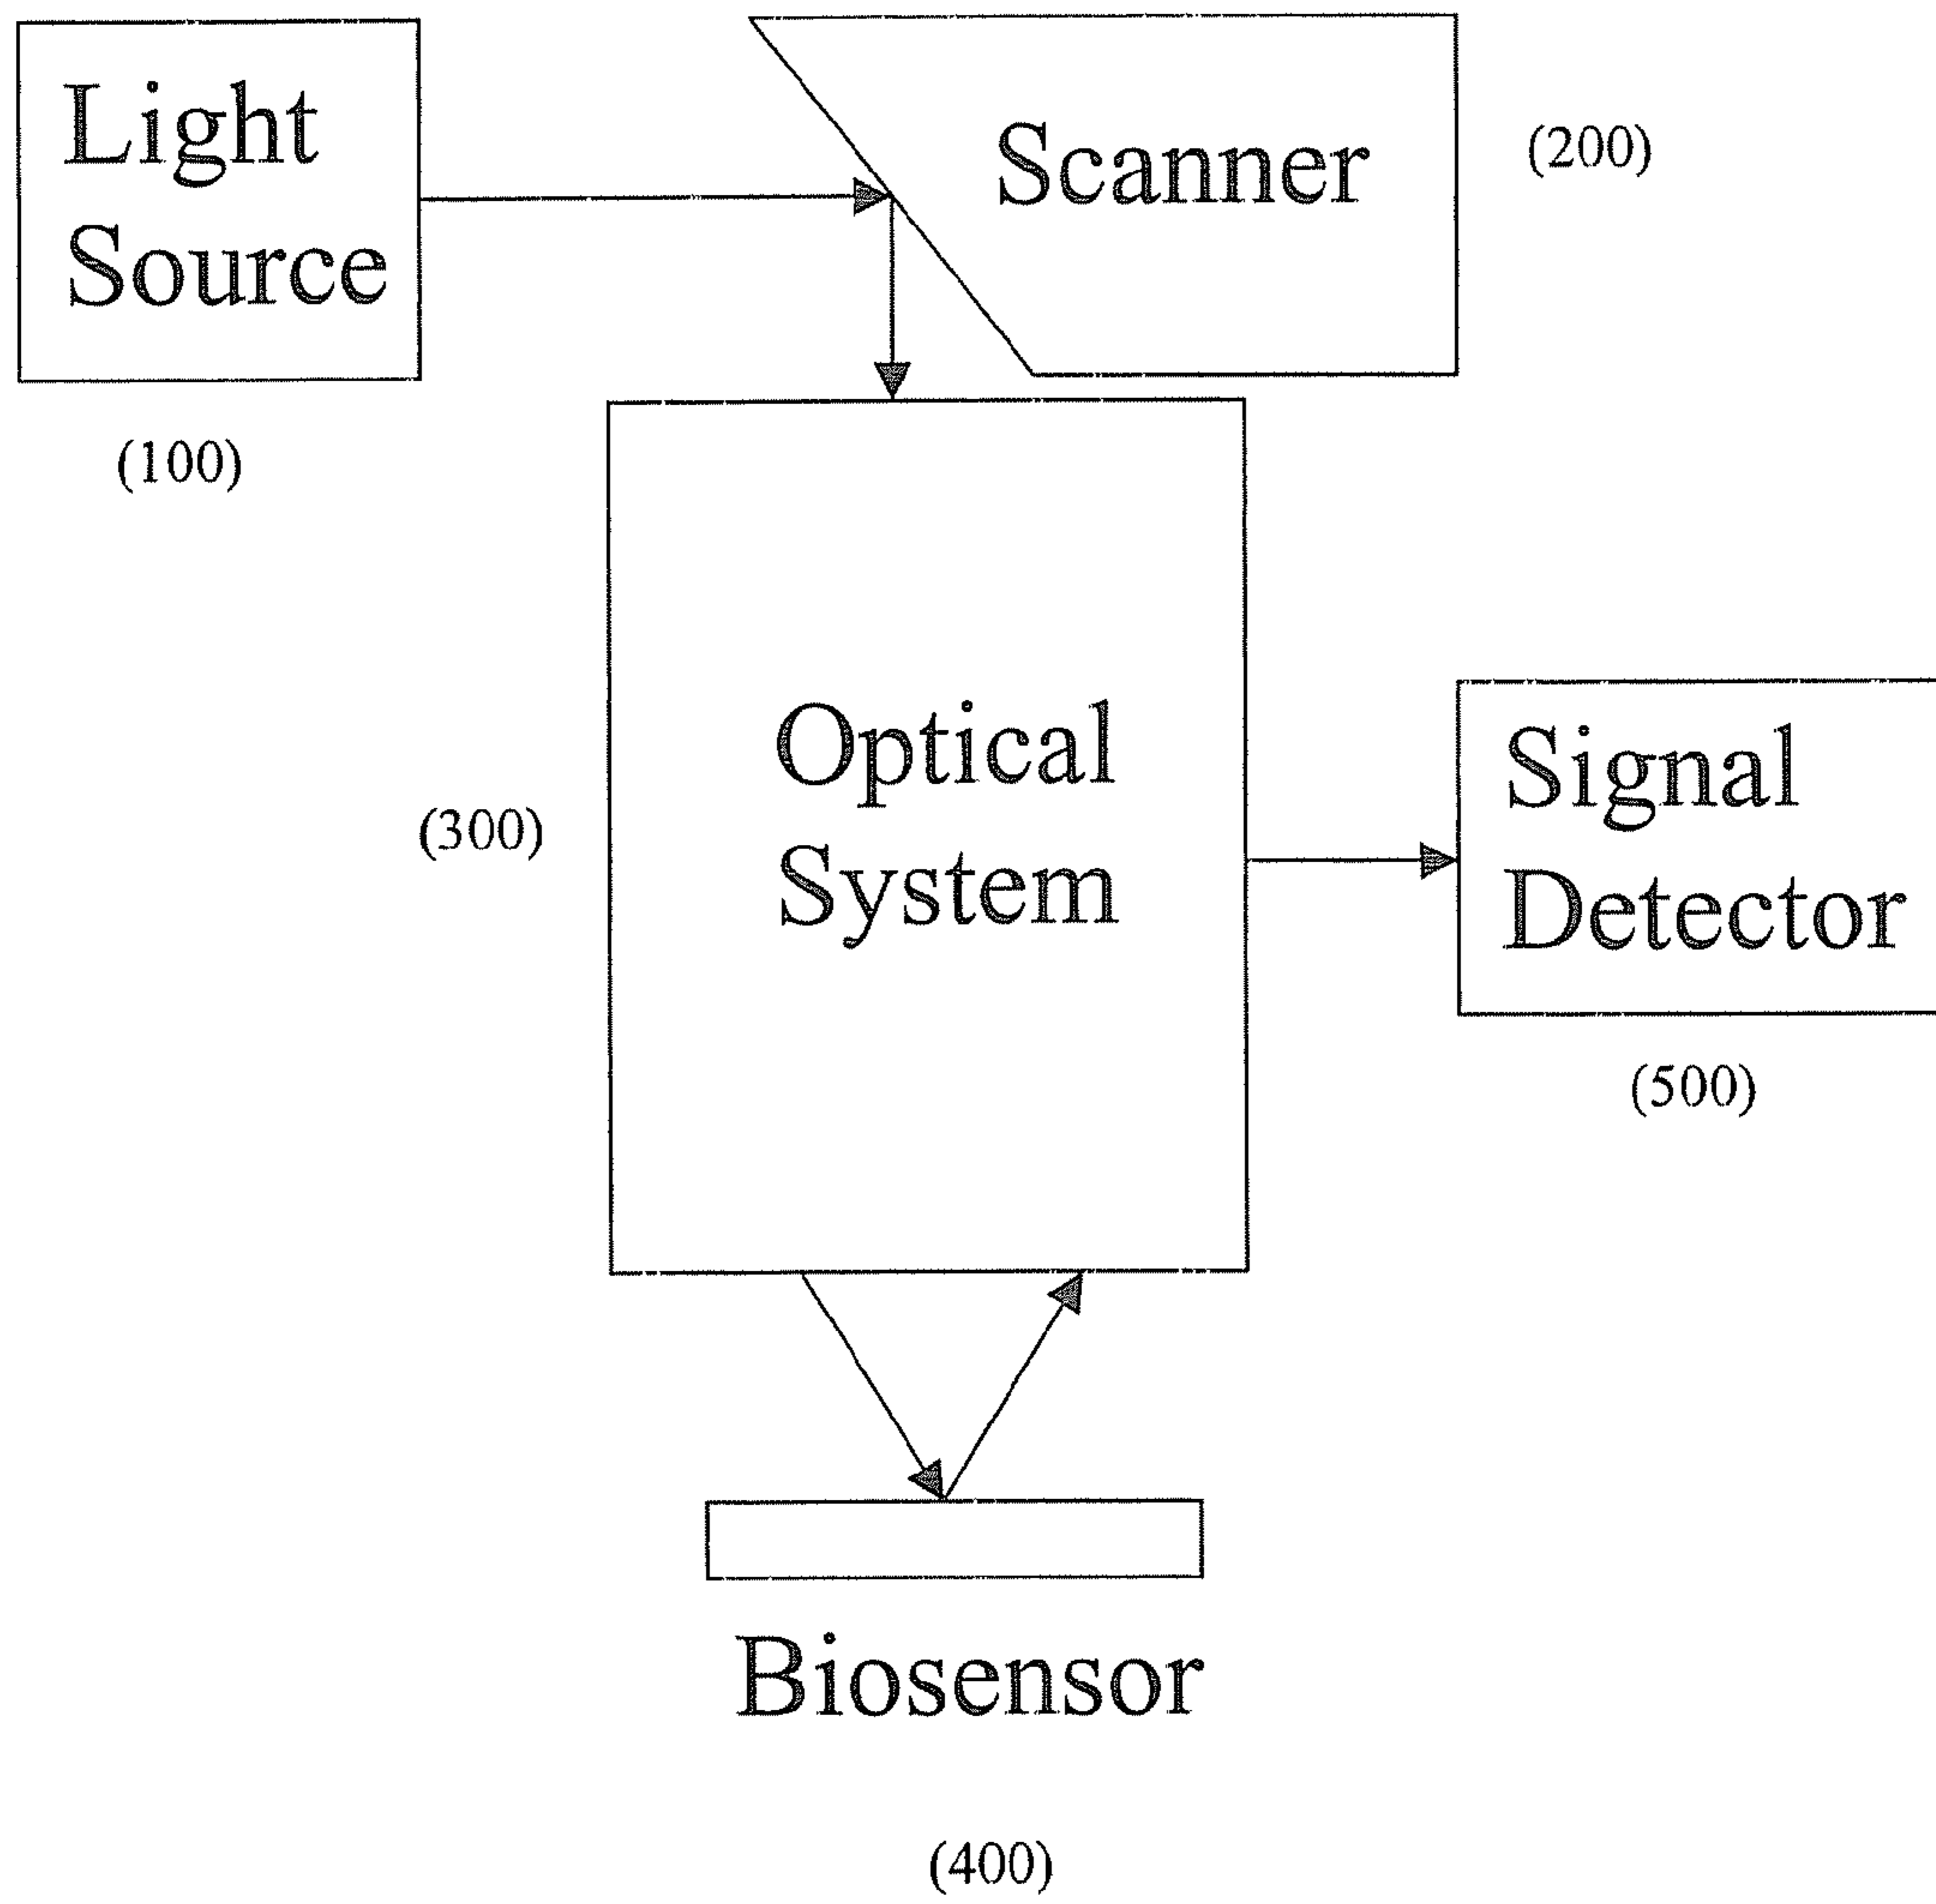 Light
Source
(100)
Scanner
(200)
Optical
System
(300)
Signal
Detector
(500)
Biosensor
(400)